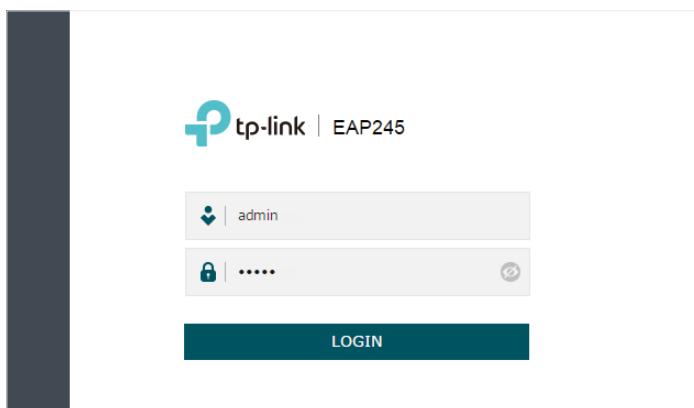 tp-link | EAP245
admin
•••••
LOGIN